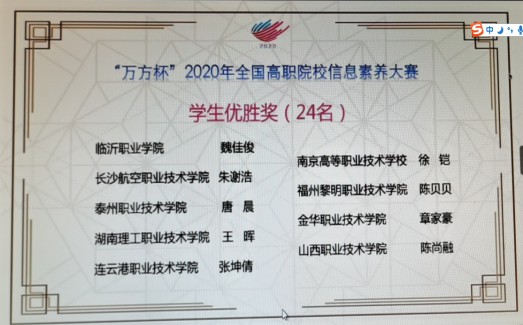 2020
“万方杯”2020年全国高职院校信息素养大赛
学生优胜奖（24名）
临沂职业学院 魏佳俊
长沙航空职业技术学院 朱谢浩
泰州职业技术学院 唐晨
湖南理工职业技术学院 王晖
连云港职业技术学院 张坤倩
南京高等职业技术学校 徐铠
福州黎明职业技术学院 陈贝贝
金华职业技术学院 章家豪
山西职业技术学院 陈尚融
中